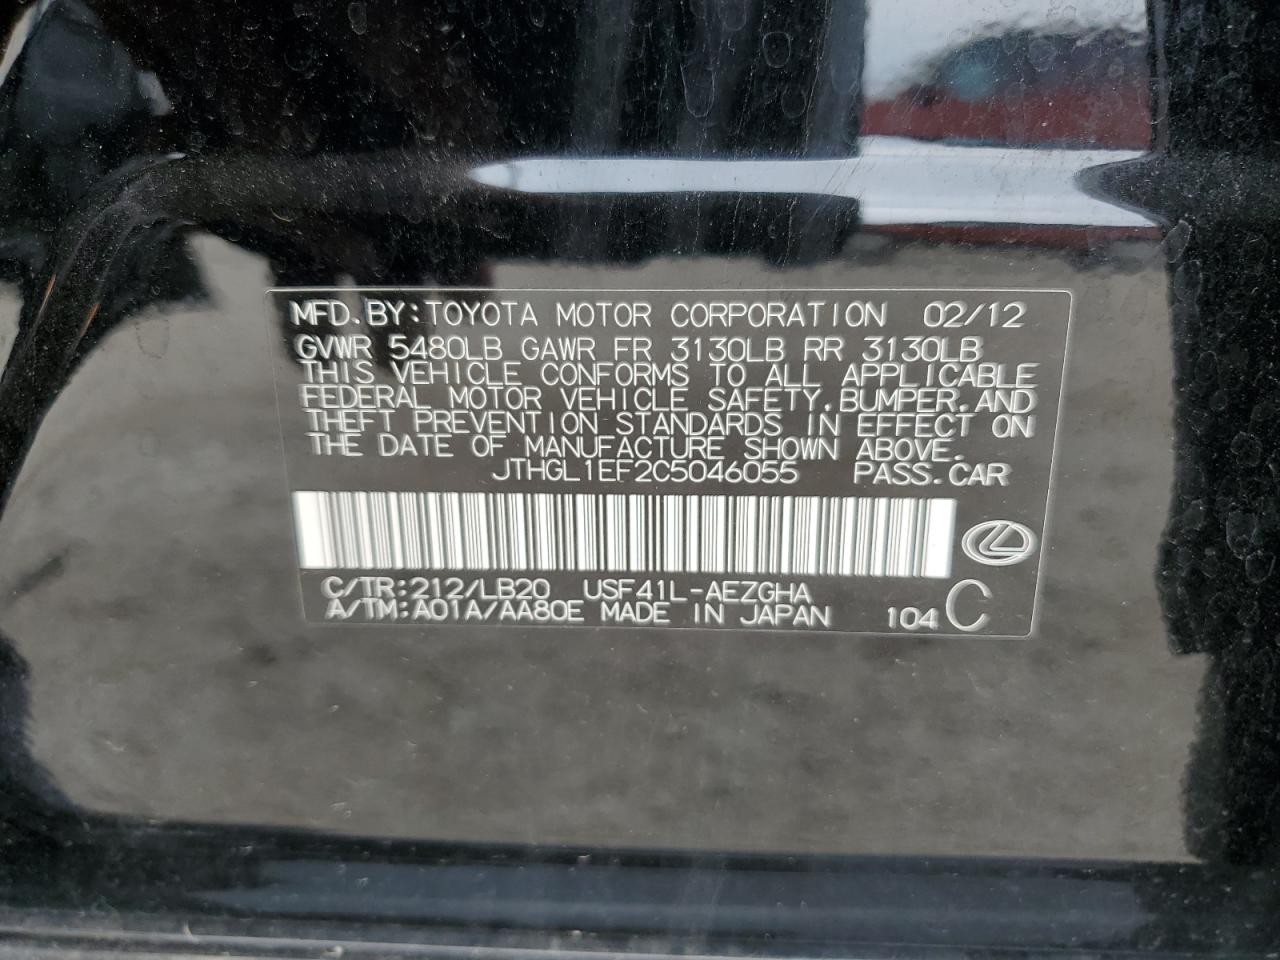 MFD. BY: TOYOTA MOTOR CORPORATION 02/12
GVWR 5480LB GAWR FR 3130LB RR 3130LB
THIS VEHICLE CONFORMS TO ALL APPLICABLE
FEDERAL MOTOR VEHICLE SAFETY, BUMPER, AND
THEFT PREVENTION STANDARDS IN EFFECT ON
THE DATE OF MANUFACTURE SHOWN ABOVE.
JTHGL1EF2C5046055 PASS. CAR
C/TR:212/LB20 USF41L-AEZGHA
A/TM:A01A/AA80E MADE IN JAPAN 104 C